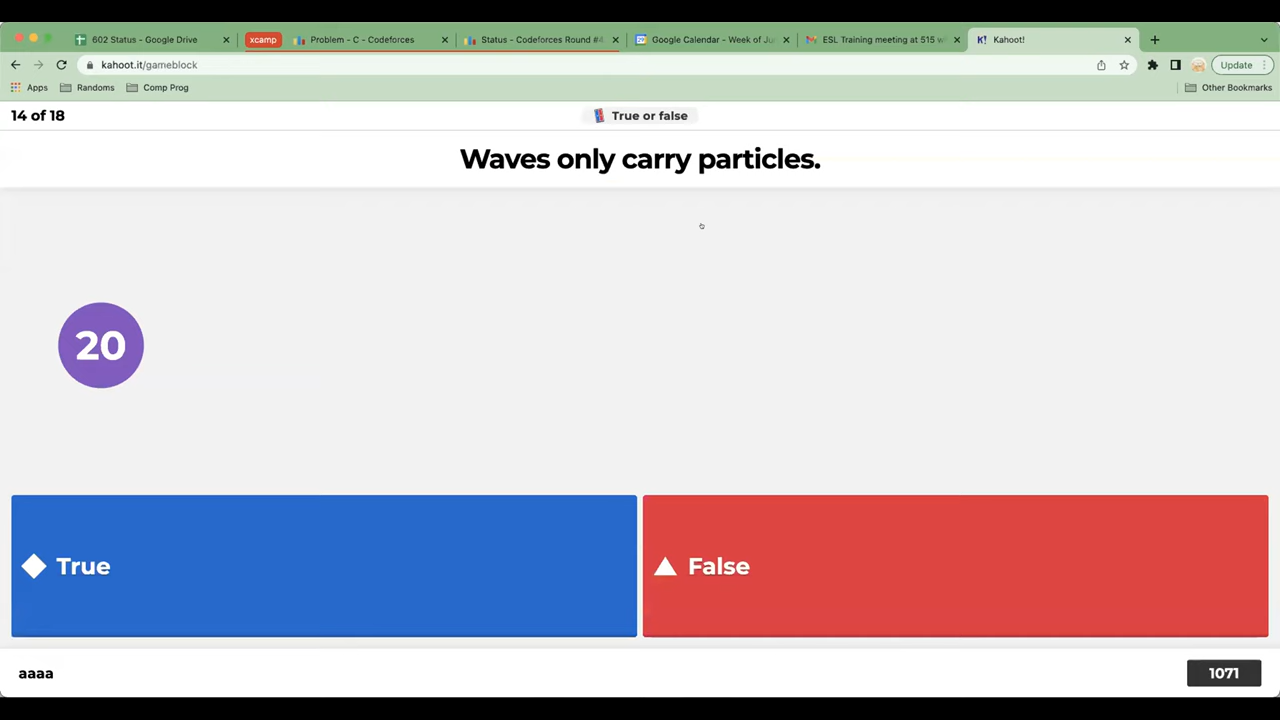 602 Status - Google Drive
xcamp
Problem - C - Codeforces
Status - Codeforces Round #4
Google Calendar - Week of Ju
ESL Training meeting at 515 w
K! Kahoot!
kahoot.it/gameblock
Update
Apps
Randoms
Comp Prog
Other Bookmarks
14 of 18
True or false
Waves only carry particles.
20
True
False
aaaa
1071